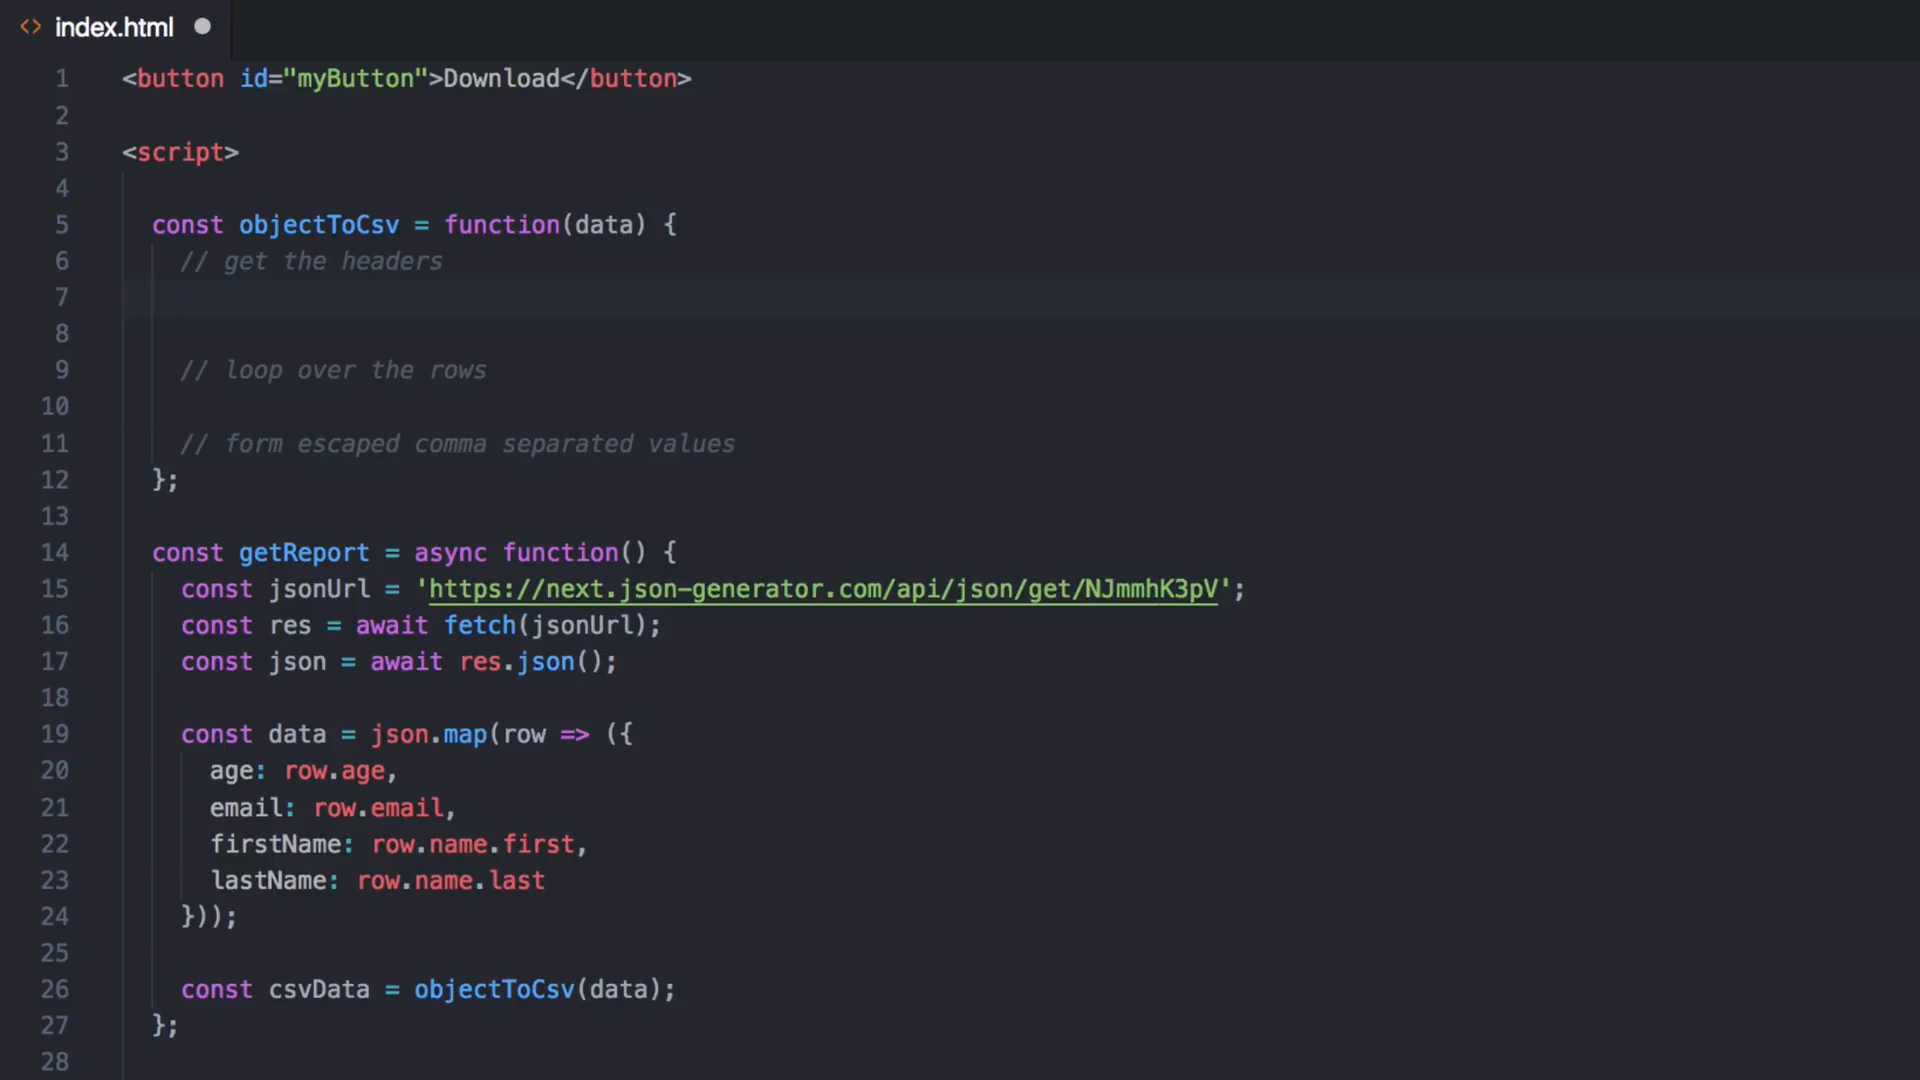 <> index.html
1 <button id="myButton">Download</button>
2
3 <script>
4
5 const objectToCsv = function(data) {
6 // get the headers
7
8
9 // loop over the rows
10
11 // form escaped comma separated values
12 };
13
14 const getReport = async function() {
15 const jsonUrl = 'https://next.json-generator.com/api/json/get/NJmmhK3pV';
16 const res = await fetch(jsonUrl);
17 const json = await res.json();
18
19 const data = json.map(row => ({
20 age: row.age,
21 email: row.email,
22 firstName: row.name.first,
23 lastName: row.name.last
24 }));
25
26 const csvData = objectToCsv(data);
27 };
28